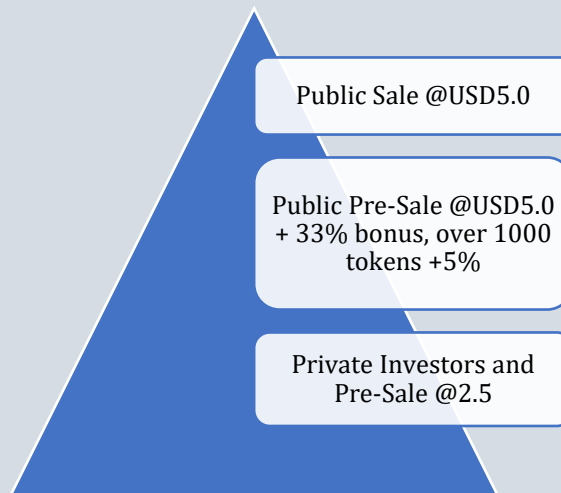 Public Sale @USD5.0
Public Pre-Sale @USD5.0
+ 33% bonus, over 1000
tokens +5%
Private Investors and
Pre-Sale @2.5